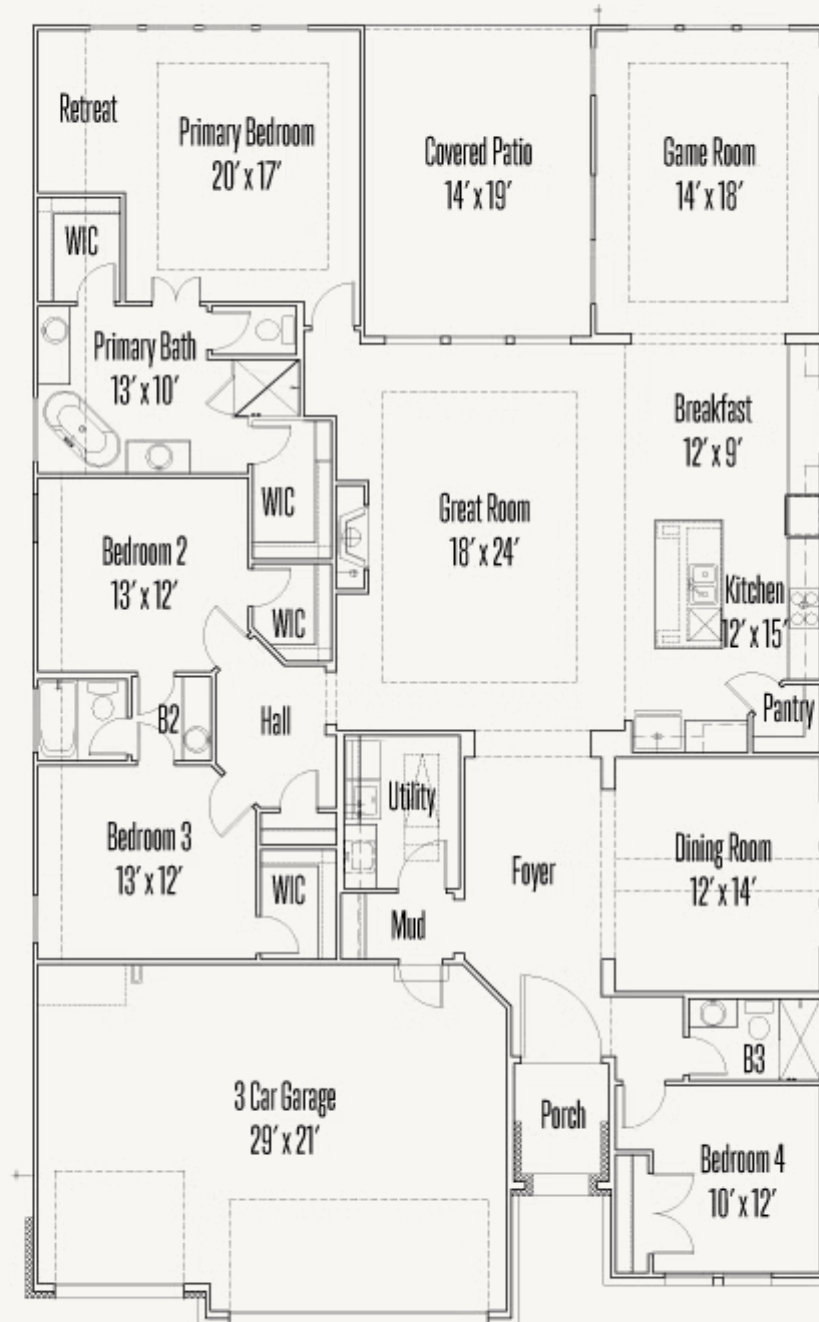 Retreat
Primary Bedroom
20' x 17'
Covered Patio
14' x 19'
Game Room
14' x 18'
WIC
Primary Bath
13' x 10'
Breakfast
12' x 9'
WIC
Great Room
18' x 24'
Bedroom 2
13' x 12'
WIC
Kitchen
12' x 15'
B2
Hall
Pantry
Utility
Bedroom 3
13' x 12'
Foyer
Dining Room
12' x 14'
WIC
Mud
B3
3 Car Garage
29' x 21'
Porch
Bedroom 4
10' x 12'